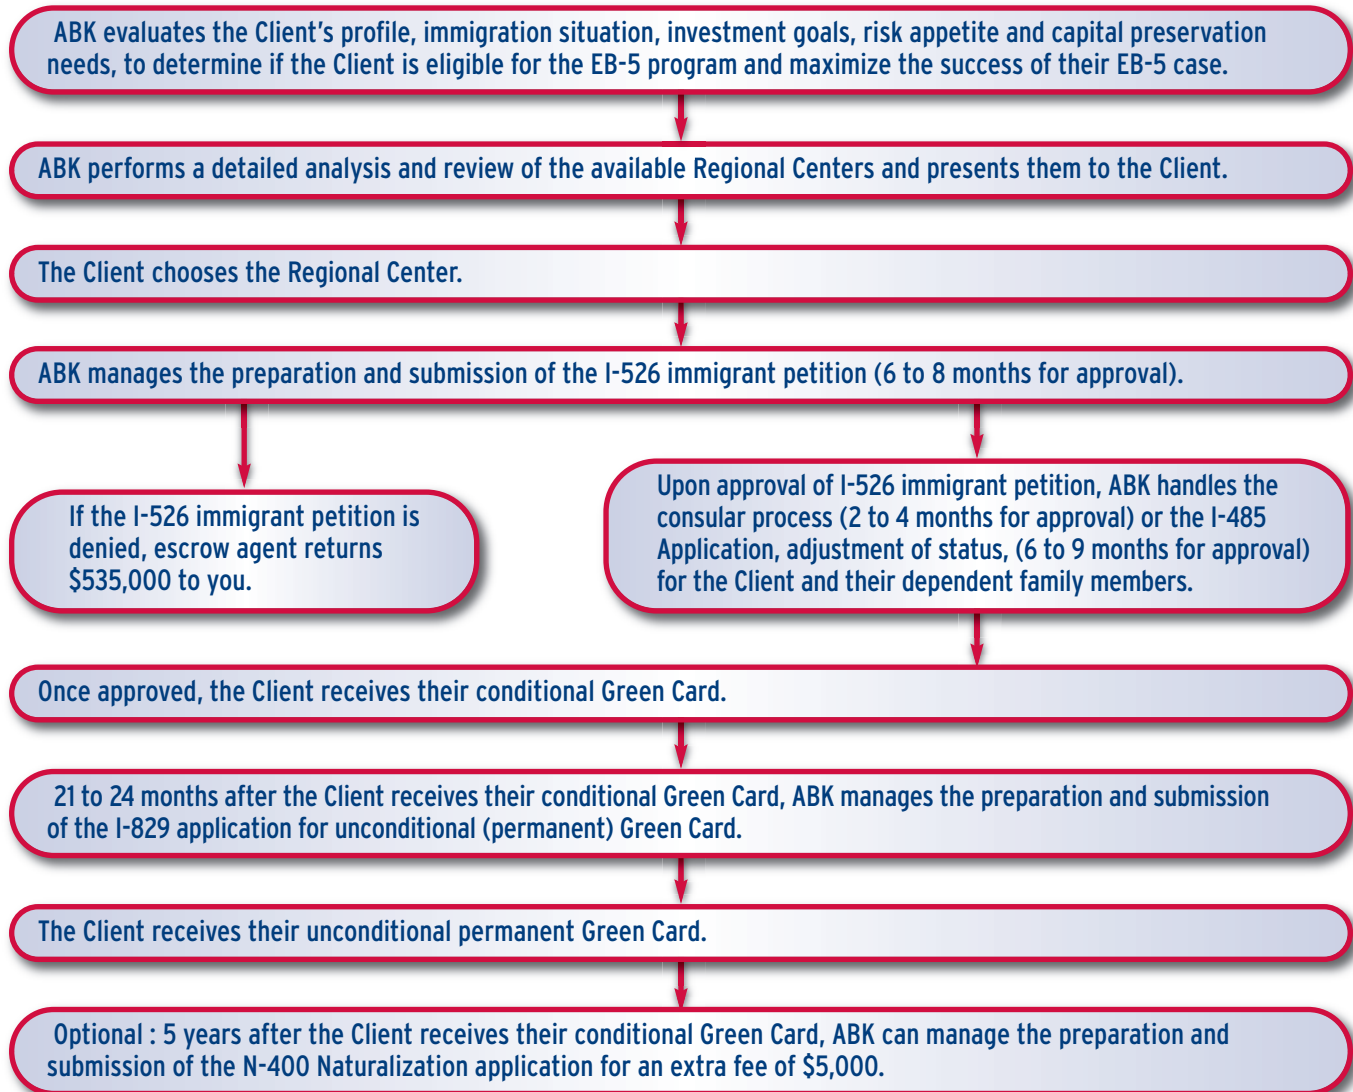 ABK evaluates the Client's profile, immigration situation, investment goals, risk appetite and capital preservation
needs, to determine if the Client is eligible for the EB-5 program and maximize the success of their EB-5 case.
ABK performs a detailed analysis and review of the available Regional Centers and presents them to the Client.
The Client chooses the Regional Center.
ABK manages the preparation and submission of the I-526 immigrant petition (6 to 8 months for approval).
If the I-526 immigrant petition is
denied, escrow agent returns
$535,000 to you.
Upon approval of I-526 immigrant petition, ABK handles the
consular process (2 to 4 months for approval) or the I-485
Application, adjustment of status, (6 to 9 months for approval)
for the Client and their dependent family members.
Once approved, the Client receives their conditional Green Card.
21 to 24 months after the Client receives their conditional Green Card, ABK manages the preparation and submission
of the I-829 application for unconditional (permanent) Green Card.
The Client receives their unconditional permanent Green Card.
Optional : 5 years after the Client receives their conditional Green Card, ABK can manage the preparation and
submission of the N-400 Naturalization application for an extra fee of $5,000.